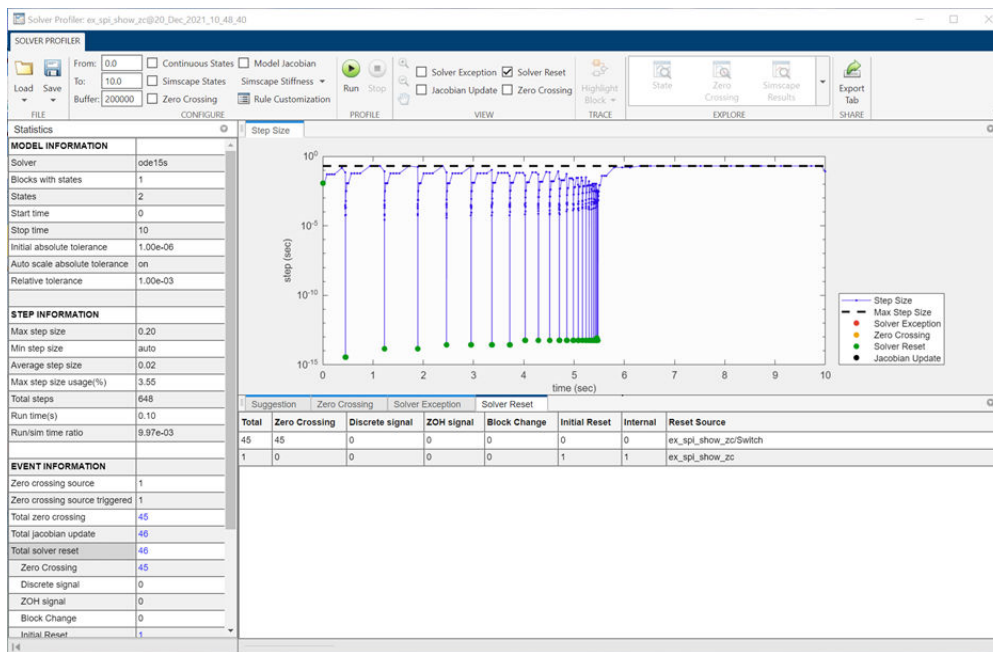 Solver Profiler: ex_spi_show_zc@20_Dec_2021_10_48_40
SOLVER PROFILER
Load
Save
FILE
From: 0.0
To: 10.0
Buffer: 200000
Continuous States
Simscape States
Zero Crossing
Model Jacobian
Simscape Stiffness
Rule Customization
CONFIGURE
Run
Stop
PROFILE
Solver Exception
Solver Reset
Jacobian Update
Zero Crossing
VIEW
Highlight Block
TRACE
State
Zero Crossing
Simscape Results
EXPLORE
Export Tab
SHARE
Statistics
MODEL INFORMATION
Solver ode15s
Blocks with states 1
States 2
Start time 0
Stop time 10
Initial absolute tolerance 1.00e-06
Auto scale absolute tolerance on
Relative tolerance 1.00e-03
STEP INFORMATION
Max step size 0.20
Min step size auto
Average step size 0.02
Max step size usage(%) 3.55
Total steps 648
Run time(s) 0.10
Run/sim time ratio 9.97e-03
EVENT INFORMATION
Zero crossing source 1
Zero crossing source triggered 1
Total zero crossing 45
Total jacobian update 46
Total solver reset 46
Zero Crossing 45
Discrete signal 0
ZOH signal 0
Block Change 0
Initial Reset 1
Step Size
10^0
10^-5
10^-10
10^-15
step (sec)
0 1 2 3 4 5 6 7 8 9 10
time (sec)
Step Size
Max Step Size
Solver Exception
Zero Crossing
Solver Reset
Jacobian Update
Suggestion Zero Crossing Solver Exception Solver Reset
Total Zero Crossing Discrete signal ZOH signal Block Change Initial Reset Internal Reset Source
45 45 0 0 0 0 0 ex_spi_show_zc/Switch
1 0 0 0 0 1 1 ex_spi_show_zc